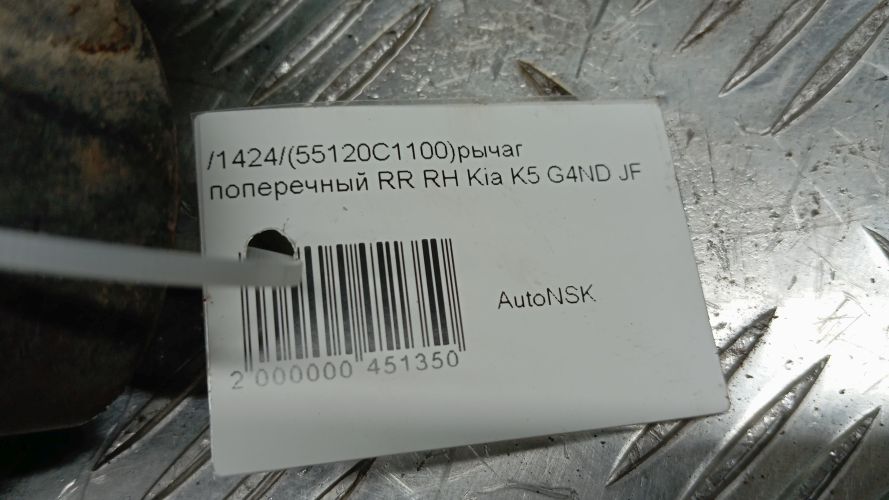 /1424/(55120C1100)рычаг
поперечный RR RH Kia K5 G4ND JF
AutoNSK
2 000000 451350